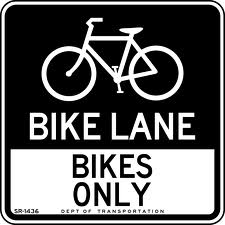 BIKE LANE
BIKES
ONLY
SR-1436 DEPT OF TRANSPORTATION